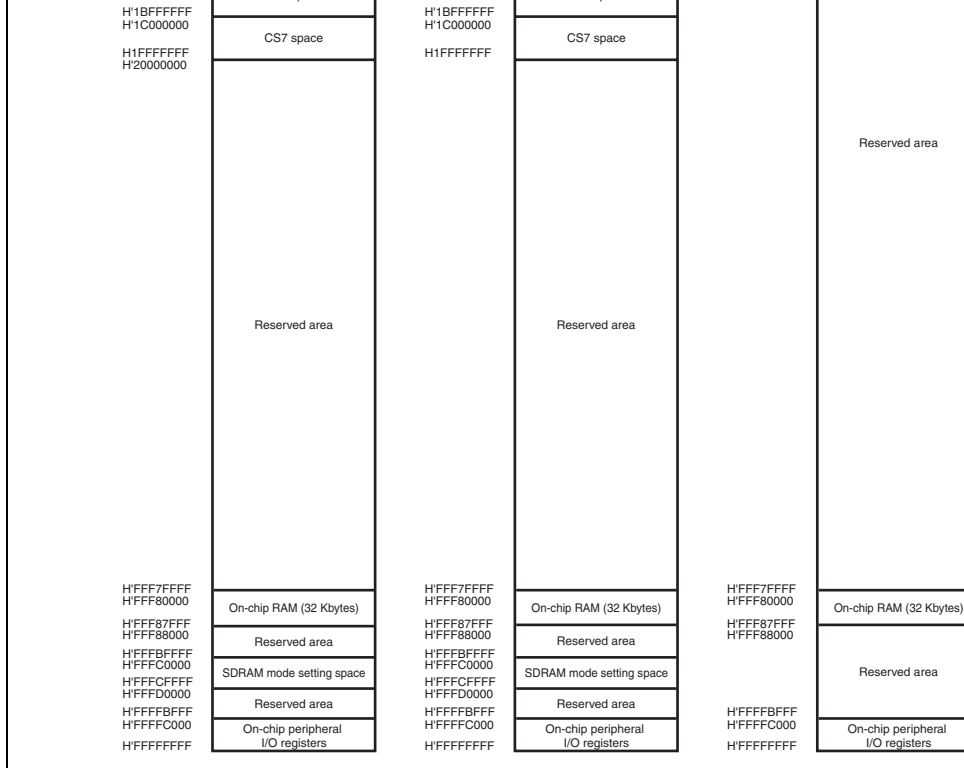 H'1BFFFFFF
H'1C000000
CS7 space
H1FFFFFFF
H'20000000
Reserved area
H'FFF7FFFF
H'FFF80000
On-chip RAM (32 Kbytes)
H'FFF87FFF
H'FFF88000
Reserved area
H'FFFBFFFF
H'FFFC0000
SDRAM mode setting space
H'FFFCFFFF
H'FFFD0000
Reserved area
H'FFFFBFFF
H'FFFFC000
On-chip peripheral
I/O registers
H'FFFFFFFF
H'1BFFFFFF
H'1C000000
CS7 space
H1FFFFFFF
Reserved area
H'FFF7FFFF
H'FFF80000
On-chip RAM (32 Kbytes)
H'FFF87FFF
H'FFF88000
Reserved area
H'FFFBFFFF
H'FFFC0000
SDRAM mode setting space
H'FFFCFFFF
H'FFFD0000
Reserved area
H'FFFFBFFF
H'FFFFC000
On-chip peripheral
I/O registers
H'FFFFFFFF
Reserved area
H'FFF7FFFF
H'FFF80000
On-chip RAM (32 Kbytes)
H'FFF87FFF
H'FFF88000
Reserved area
H'FFFFBFFF
H'FFFFC000
On-chip peripheral
I/O registers
H'FFFFFFFF